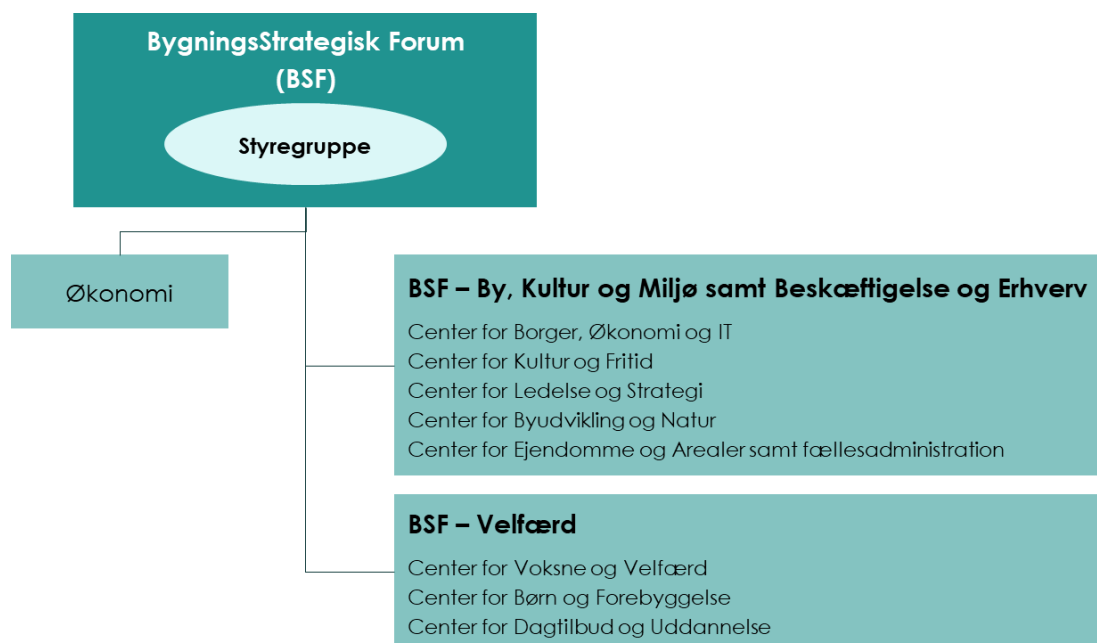 BygningsStrategisk Forum
(BSF)
Styregruppe
Økonomi
BSF – By, Kultur og Miljø samt Beskæftigelse og Erhverv
Center for Borger, Økonomi og IT
Center for Kultur og Fritid
Center for Ledelse og Strategi
Center for Byudvikling og Natur
Center for Ejendomme og Arealer samt fællesadministration
BSF – Velfærd
Center for Voksne og Velfærd
Center for Børn og Forebyggelse
Center for Dagtilbud og Uddannelse